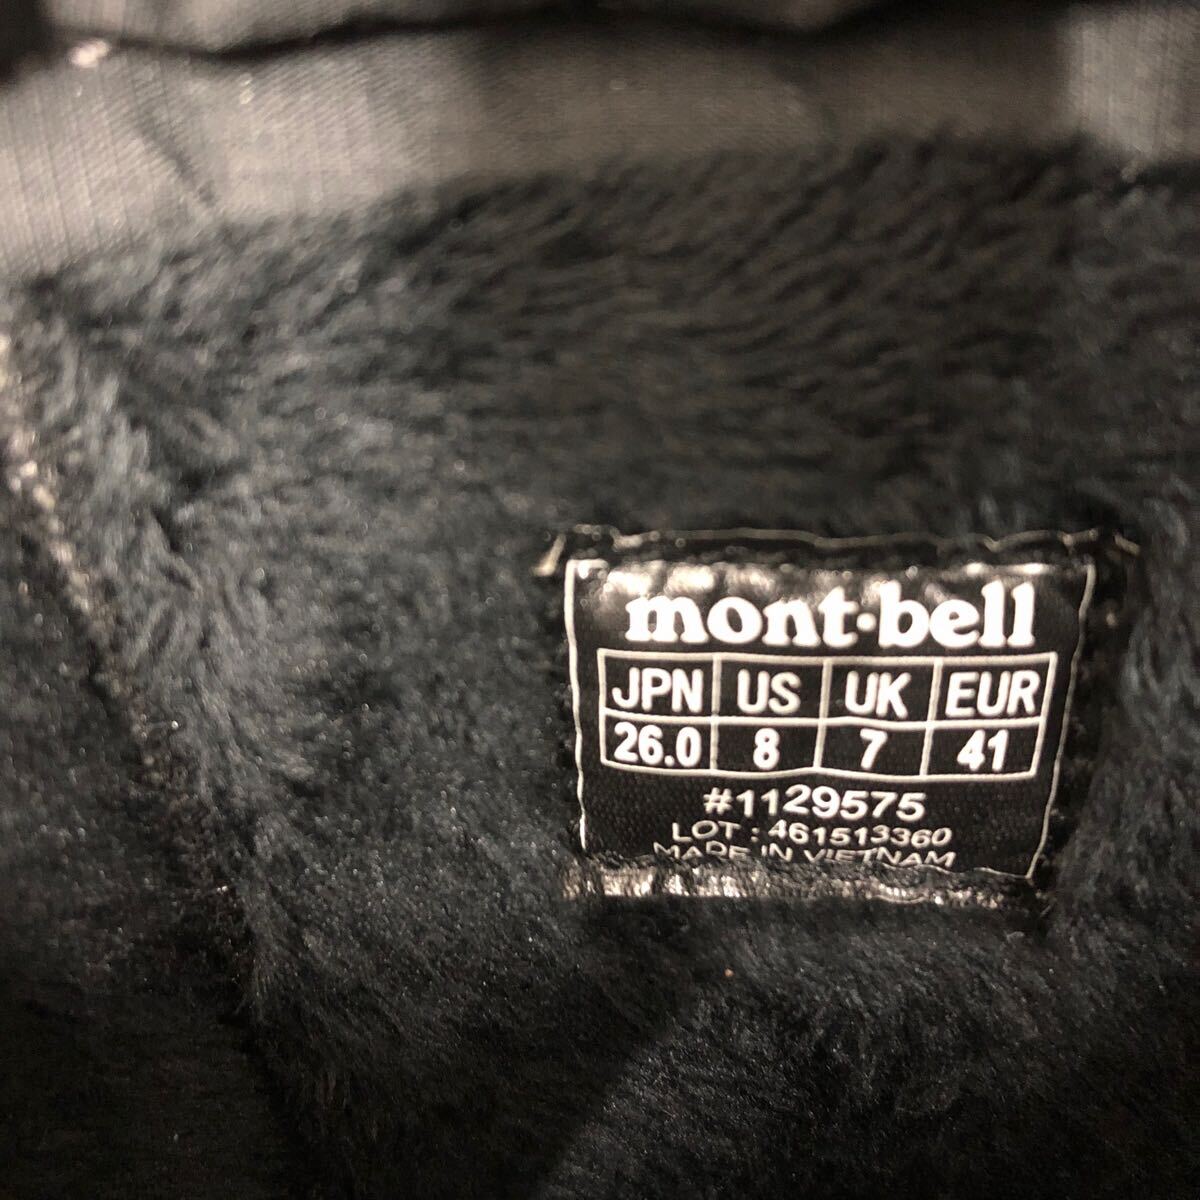 mont·bell
JPN US UK EUR
26.0 8 7 41
#1129575
LOT : 461513360
MADE IN VIETNAM